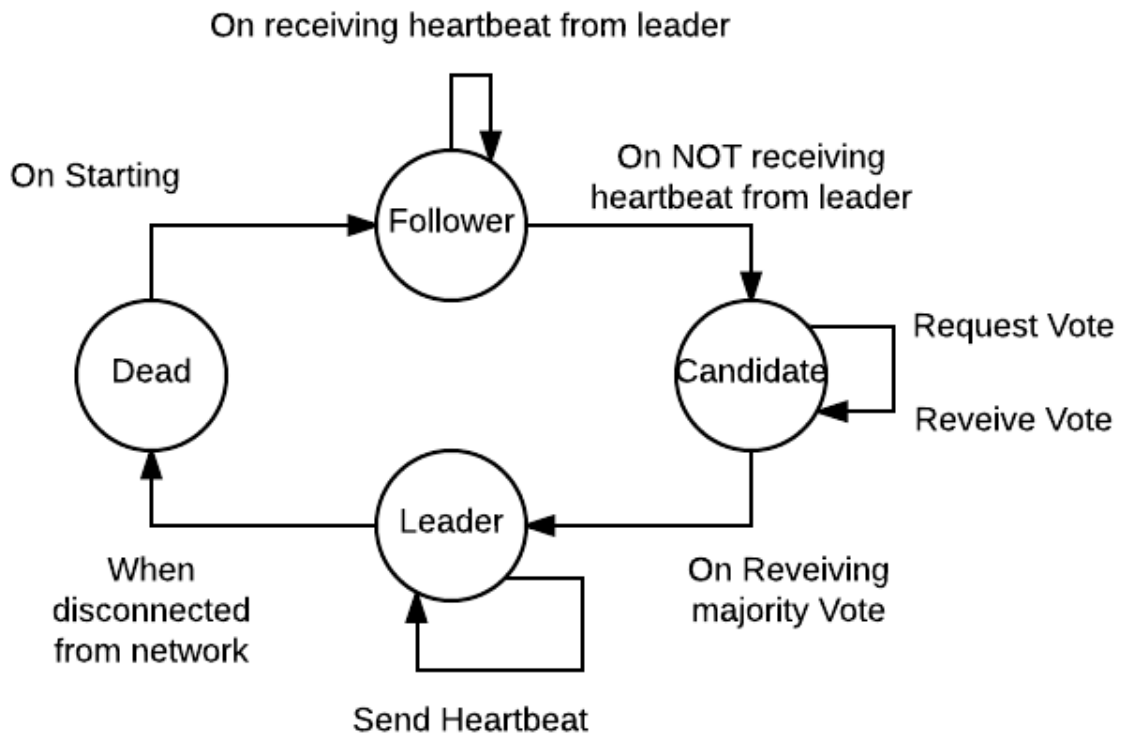 On receiving heartbeat from leader
On Starting
On NOT receiving
heartbeat from leader
Follower
Dead
Candidate
Request Vote
Reveive Vote
Leader
When
disconnected
from network
On Reveiving
majority Vote
Send Heartbeat